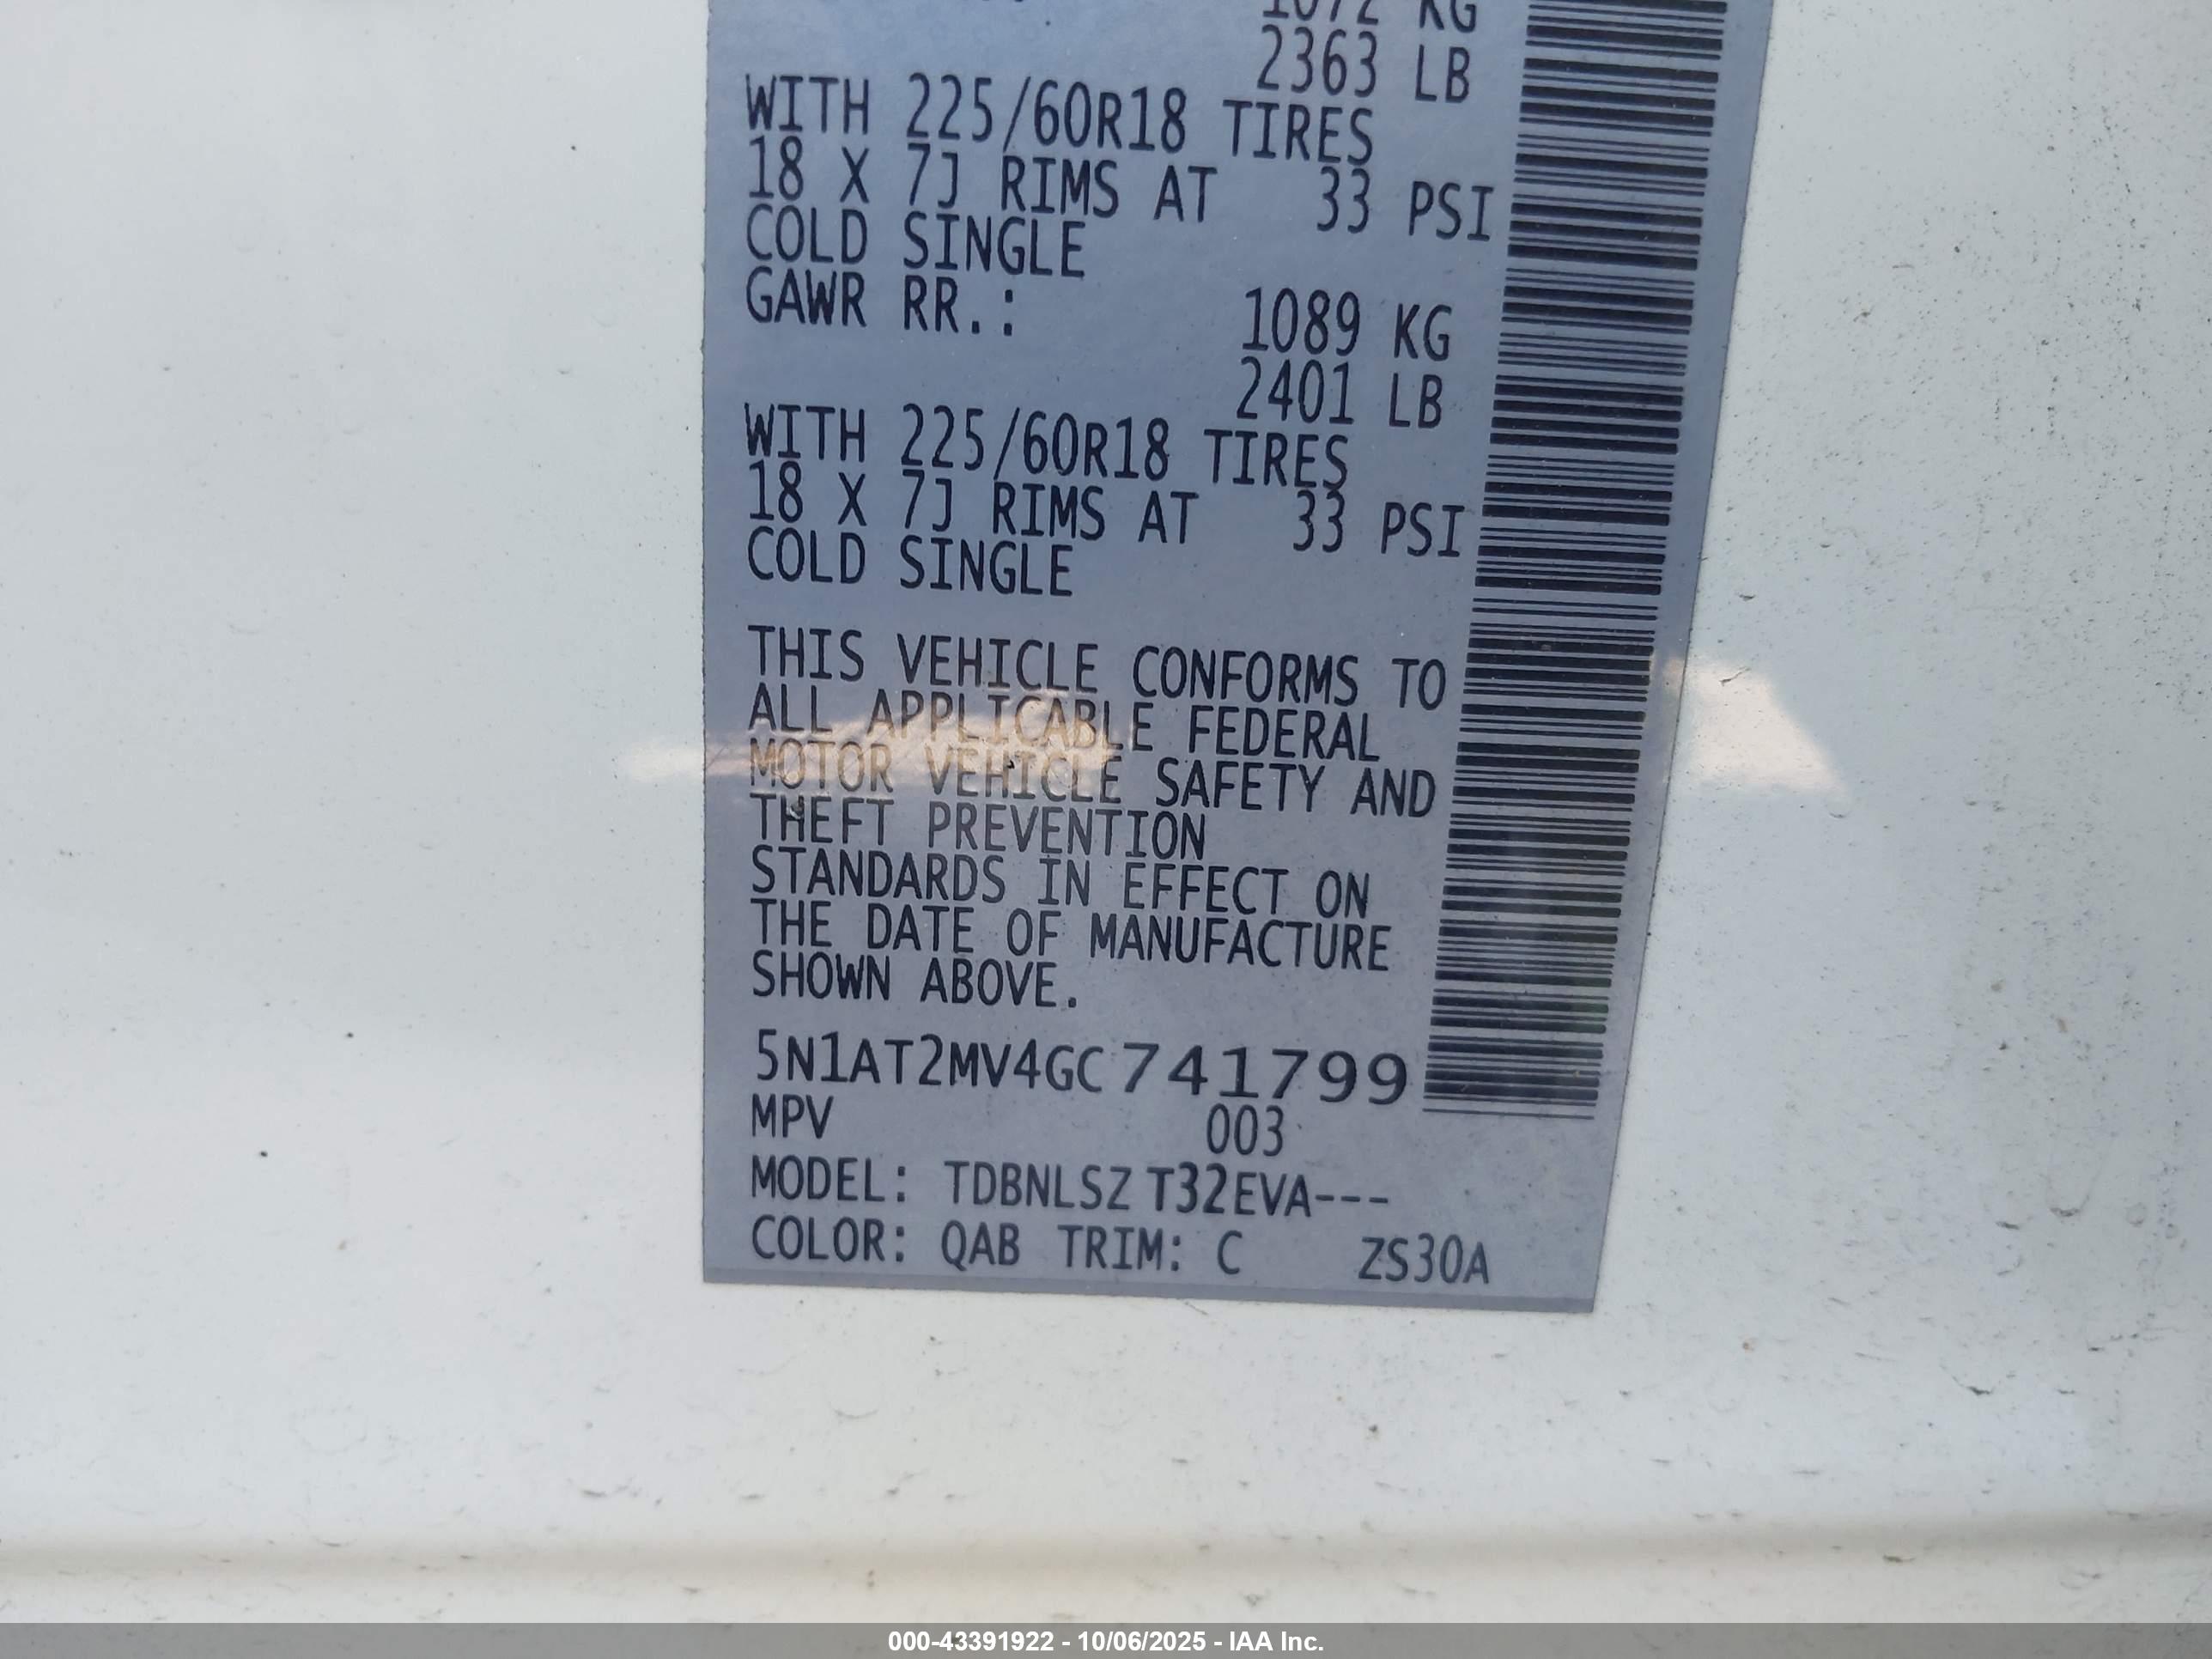 1072 KG
2363 LB
WITH 225/60R18 TIRES
18 X 7J RIMS AT 33 PSI
COLD SINGLE
GAWR RR.: 1089 KG
2401 LB
WITH 225/60R18 TIRES
18 X 7J RIMS AT 33 PSI
COLD SINGLE
THIS VEHICLE CONFORMS TO
ALL APPLICABLE FEDERAL
MOTOR VEHICLE SAFETY AND
THEFT PREVENTION
STANDARDS IN EFFECT ON
THE DATE OF MANUFACTURE
SHOWN ABOVE.
5N1AT2MV4GC741799
MPV 003
MODEL: TDBNLSZ T32EVA---
COLOR: QAB TRIM: C ZS30A
000-43391922 - 10/06/2025 - IAA Inc.